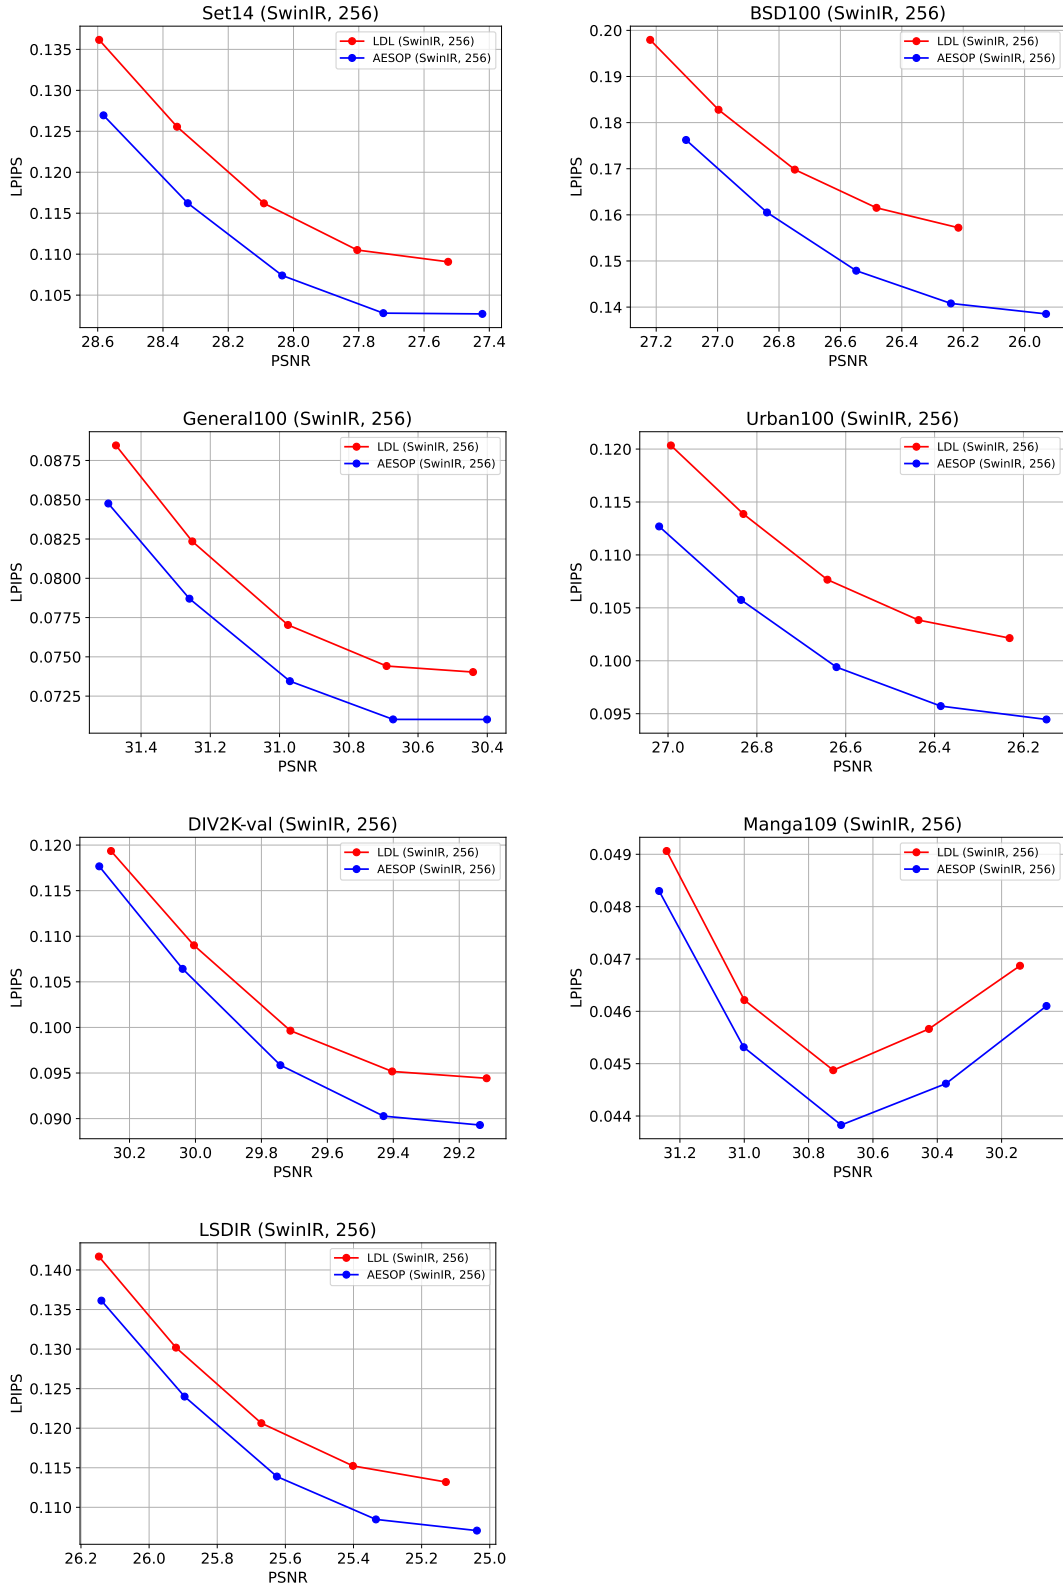 Set14 (SwinIR, 256)
LDL (SwinIR, 256)
AESOP (SwinIR, 256)
LPIPS
0.135
0.130
0.125
0.120
0.115
0.110
0.105
28.6 28.4 28.2 28.0 27.8 27.6 27.4
PSNR
BSD100 (SwinIR, 256)
LDL (SwinIR, 256)
AESOP (SwinIR, 256)
LPIPS
0.20
0.19
0.18
0.17
0.16
0.15
0.14
27.2 27.0 26.8 26.6 26.4 26.2 26.0
PSNR
General100 (SwinIR, 256)
LDL (SwinIR, 256)
AESOP (SwinIR, 256)
LPIPS
0.0875
0.0850
0.0825
0.0800
0.0775
0.0750
0.0725
31.4 31.2 31.0 30.8 30.6 30.4
PSNR
Urban100 (SwinIR, 256)
LDL (SwinIR, 256)
AESOP (SwinIR, 256)
LPIPS
0.120
0.115
0.110
0.105
0.100
0.095
27.0 26.8 26.6 26.4 26.2
PSNR
DIV2K-val (SwinIR, 256)
LDL (SwinIR, 256)
AESOP (SwinIR, 256)
LPIPS
0.120
0.115
0.110
0.105
0.100
0.095
0.090
30.2 30.0 29.8 29.6 29.4 29.2
PSNR
Manga109 (SwinIR, 256)
LDL (SwinIR, 256)
AESOP (SwinIR, 256)
LPIPS
0.049
0.048
0.047
0.046
0.045
0.044
31.2 31.0 30.8 30.6 30.4 30.2
PSNR
LSDIR (SwinIR, 256)
LDL (SwinIR, 256)
AESOP (SwinIR, 256)
LPIPS
0.140
0.135
0.130
0.125
0.120
0.115
0.110
26.2 26.0 25.8 25.6 25.4 25.2 25.0
PSNR